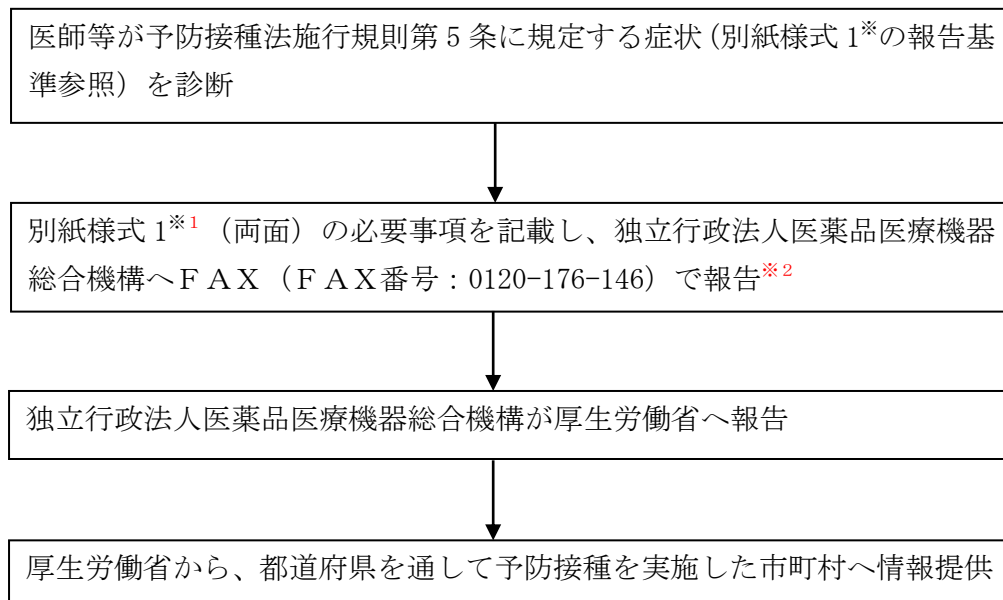 医師等が予防接種法施行規則第5条に規定する症状(別紙様式1※の報告基
準参照)を診断
別紙様式1※1(両面)の必要事項を記載し、独立行政法人医薬品医療機器
総合機構へFAX(FAX番号:0120-176-146)で報告※2
独立行政法人医薬品医療機器総合機構が厚生労働省へ報告
厚生労働省から、都道府県を通して予防接種を実施した市町村へ情報提供